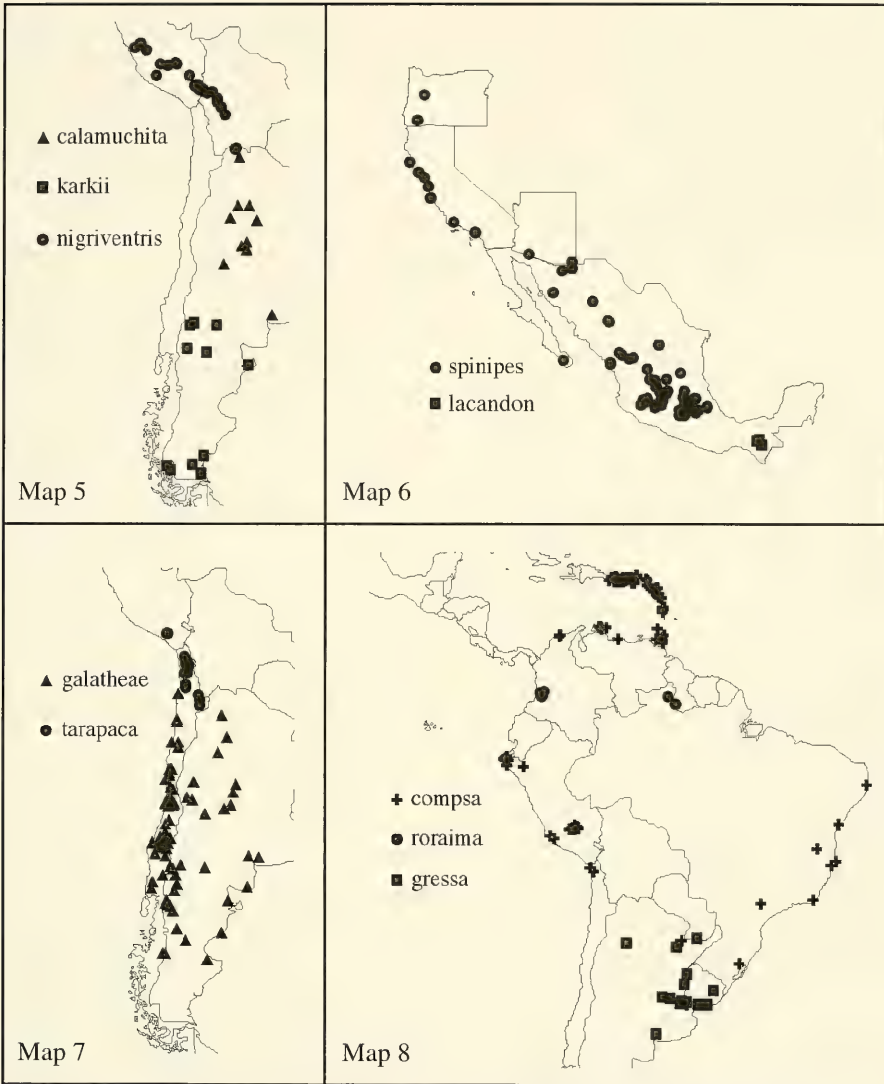 calamuchita
karkii
nigriventris
Map 5
spinipes
lacandon
Map 6
galatheae
tarapaca
Map 7
compsa
roraima
gressa
Map 8